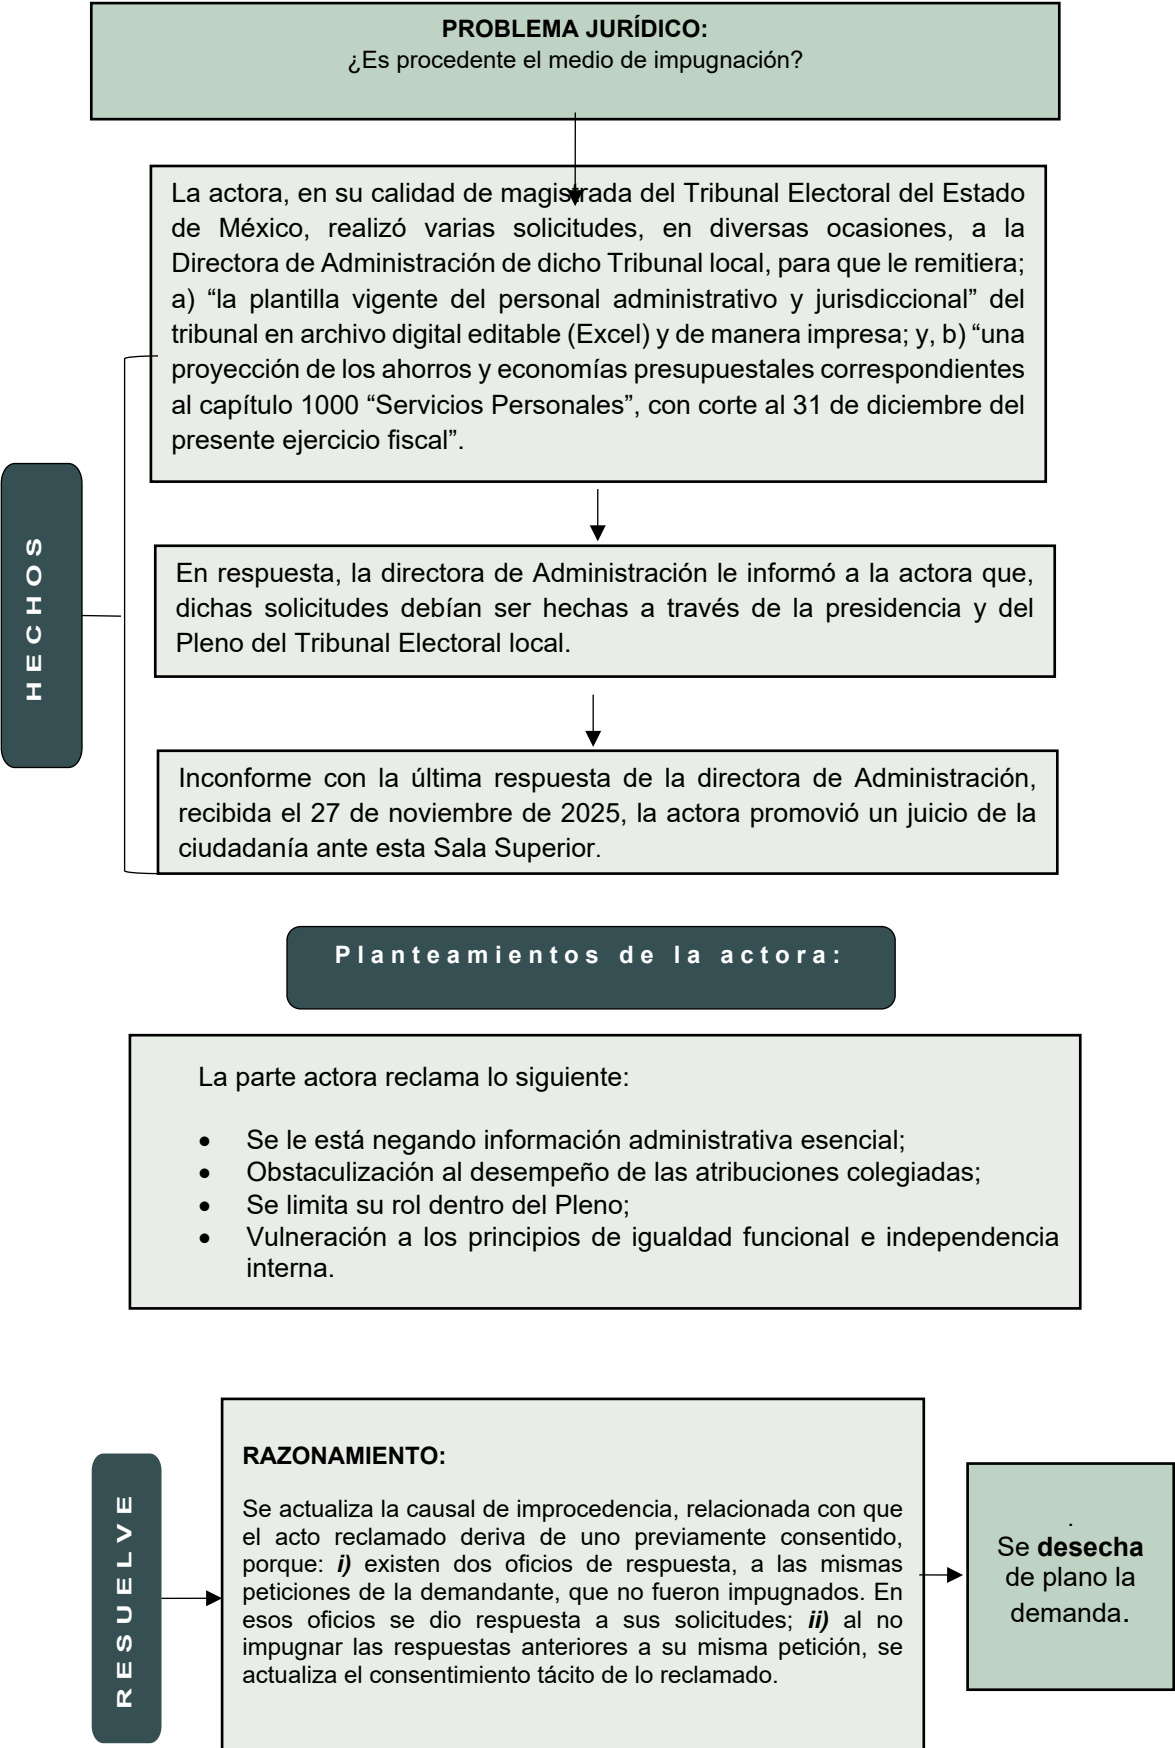 PROBLEMA JURÍDICO:
¿Es procedente el medio de impugnación?
La actora, en su calidad de magistrada del Tribunal Electoral del Estado
de México, realizó varias solicitudes, en diversas ocasiones, a la
Directora de Administración de dicho Tribunal local, para que le remitiera;
a) “la plantilla vigente del personal administrativo y jurisdiccional” del
tribunal en archivo digital editable (Excel) y de manera impresa; y, b) “una
proyección de los ahorros y economías presupuestales correspondientes
al capítulo 1000 “Servicios Personales”, con corte al 31 de diciembre del
presente ejercicio fiscal”.
HECHOS
En respuesta, la directora de Administración le informó a la actora que,
dichas solicitudes debían ser hechas a través de la presidencia y del
Pleno del Tribunal Electoral local.
Inconforme con la última respuesta de la directora de Administración,
recibida el 27 de noviembre de 2025, la actora promovió un juicio de la
ciudadanía ante esta Sala Superior.
Planteamientos de la actora:
La parte actora reclama lo siguiente:
• Se le está negando información administrativa esencial;
• Obstaculización al desempeño de las atribuciones colegiadas;
• Se limita su rol dentro del Pleno;
• Vulneración a los principios de igualdad funcional e independencia
interna.
RESUELVE
RAZONAMIENTO:
Se actualiza la causal de improcedencia, relacionada con que
el acto reclamado deriva de uno previamente consentido,
porque: i) existen dos oficios de respuesta, a las mismas
peticiones de la demandante, que no fueron impugnados. En
esos oficios se dio respuesta a sus solicitudes; ii) al no
impugnar las respuestas anteriores a su misma petición, se
actualiza el consentimiento tácito de lo reclamado.
.
Se desecha
de plano la
demanda.